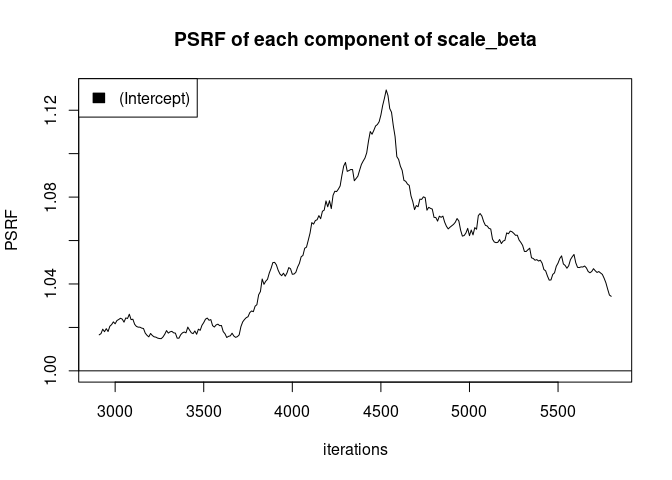 PSRF of each component of scale_beta
(Intercept)
PSRF
1.12
1.08
1.04
1.00
3000 3500 4000 4500 5000 5500
iterations